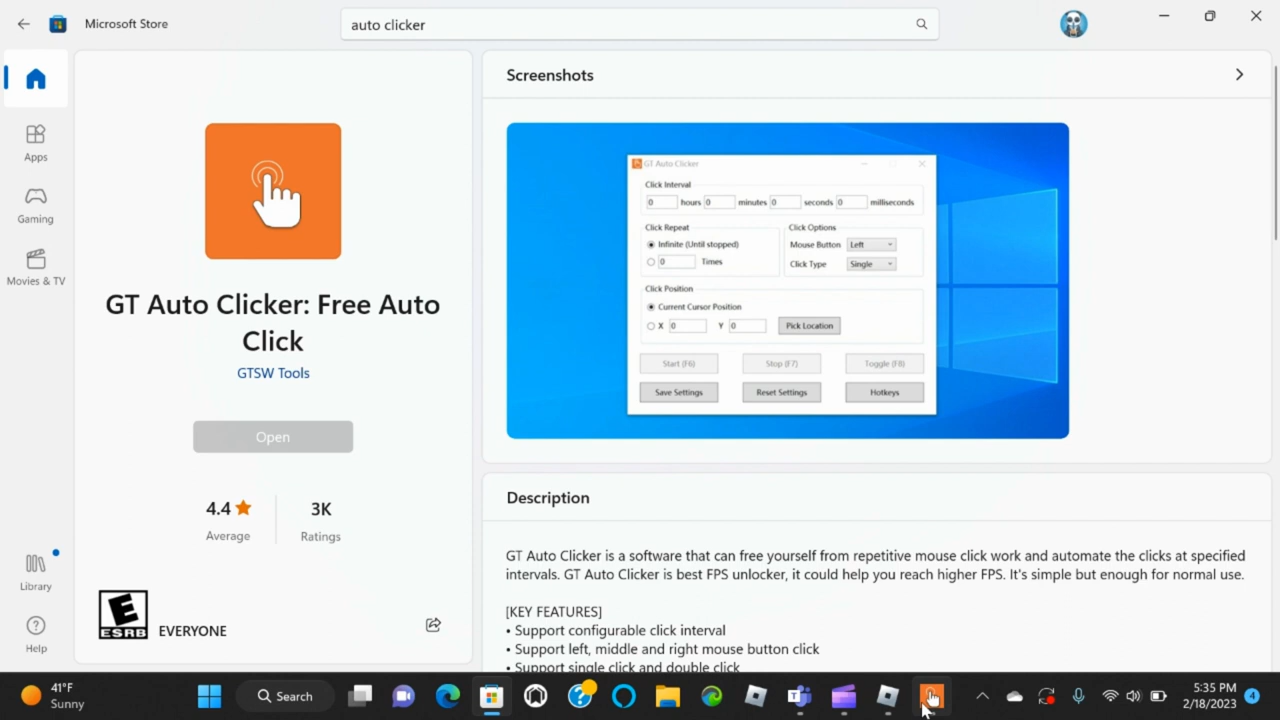 Microsoft Store
auto clicker
Apps
Gaming
Movies & TV
Library
Help
GT Auto Clicker: Free Auto
Click
GTSW Tools
Open
4.4
Average
3K
Ratings
E
ESRB
EVERYONE
Screenshots
GT Auto Clicker
Click Interval
0 hours 0 minutes 0 seconds 0 milliseconds
Click Repeat
Infinite (Until stopped)
0 Times
Click Options
Mouse Button Left
Click Type Single
Click Position
Current Cursor Position
X 0 Y 0 Pick Location
Start (F6) Stop (F7) Toggle (F8)
Save Settings Reset Settings Hotkeys
Description
GT Auto Clicker is a software that can free yourself from repetitive mouse click work and automate the clicks at specified
intervals. GT Auto Clicker is best FPS unlocker, it could help you reach higher FPS. It's simple but enough for normal use.
[KEY FEATURES]
• Support configurable click interval
• Support left, middle and right mouse button click
• Support single click and double click
41°F
Sunny
Search
5:35 PM
2/18/2023
4